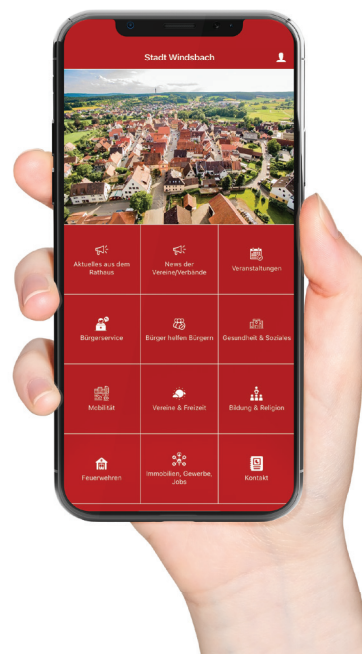 Stadt Windsbach
Aktuelles aus dem
Rathaus
News der
Vereine/Verbände
Veranstaltungen
Bürgerservice
Bürger helfen Bürgern
Gesundheit & Soziales
Mobilität
Vereine & Freizeit
Bildung & Religion
Feuerwehren
Immobilien, Gewerbe,
Jobs
Kontakt